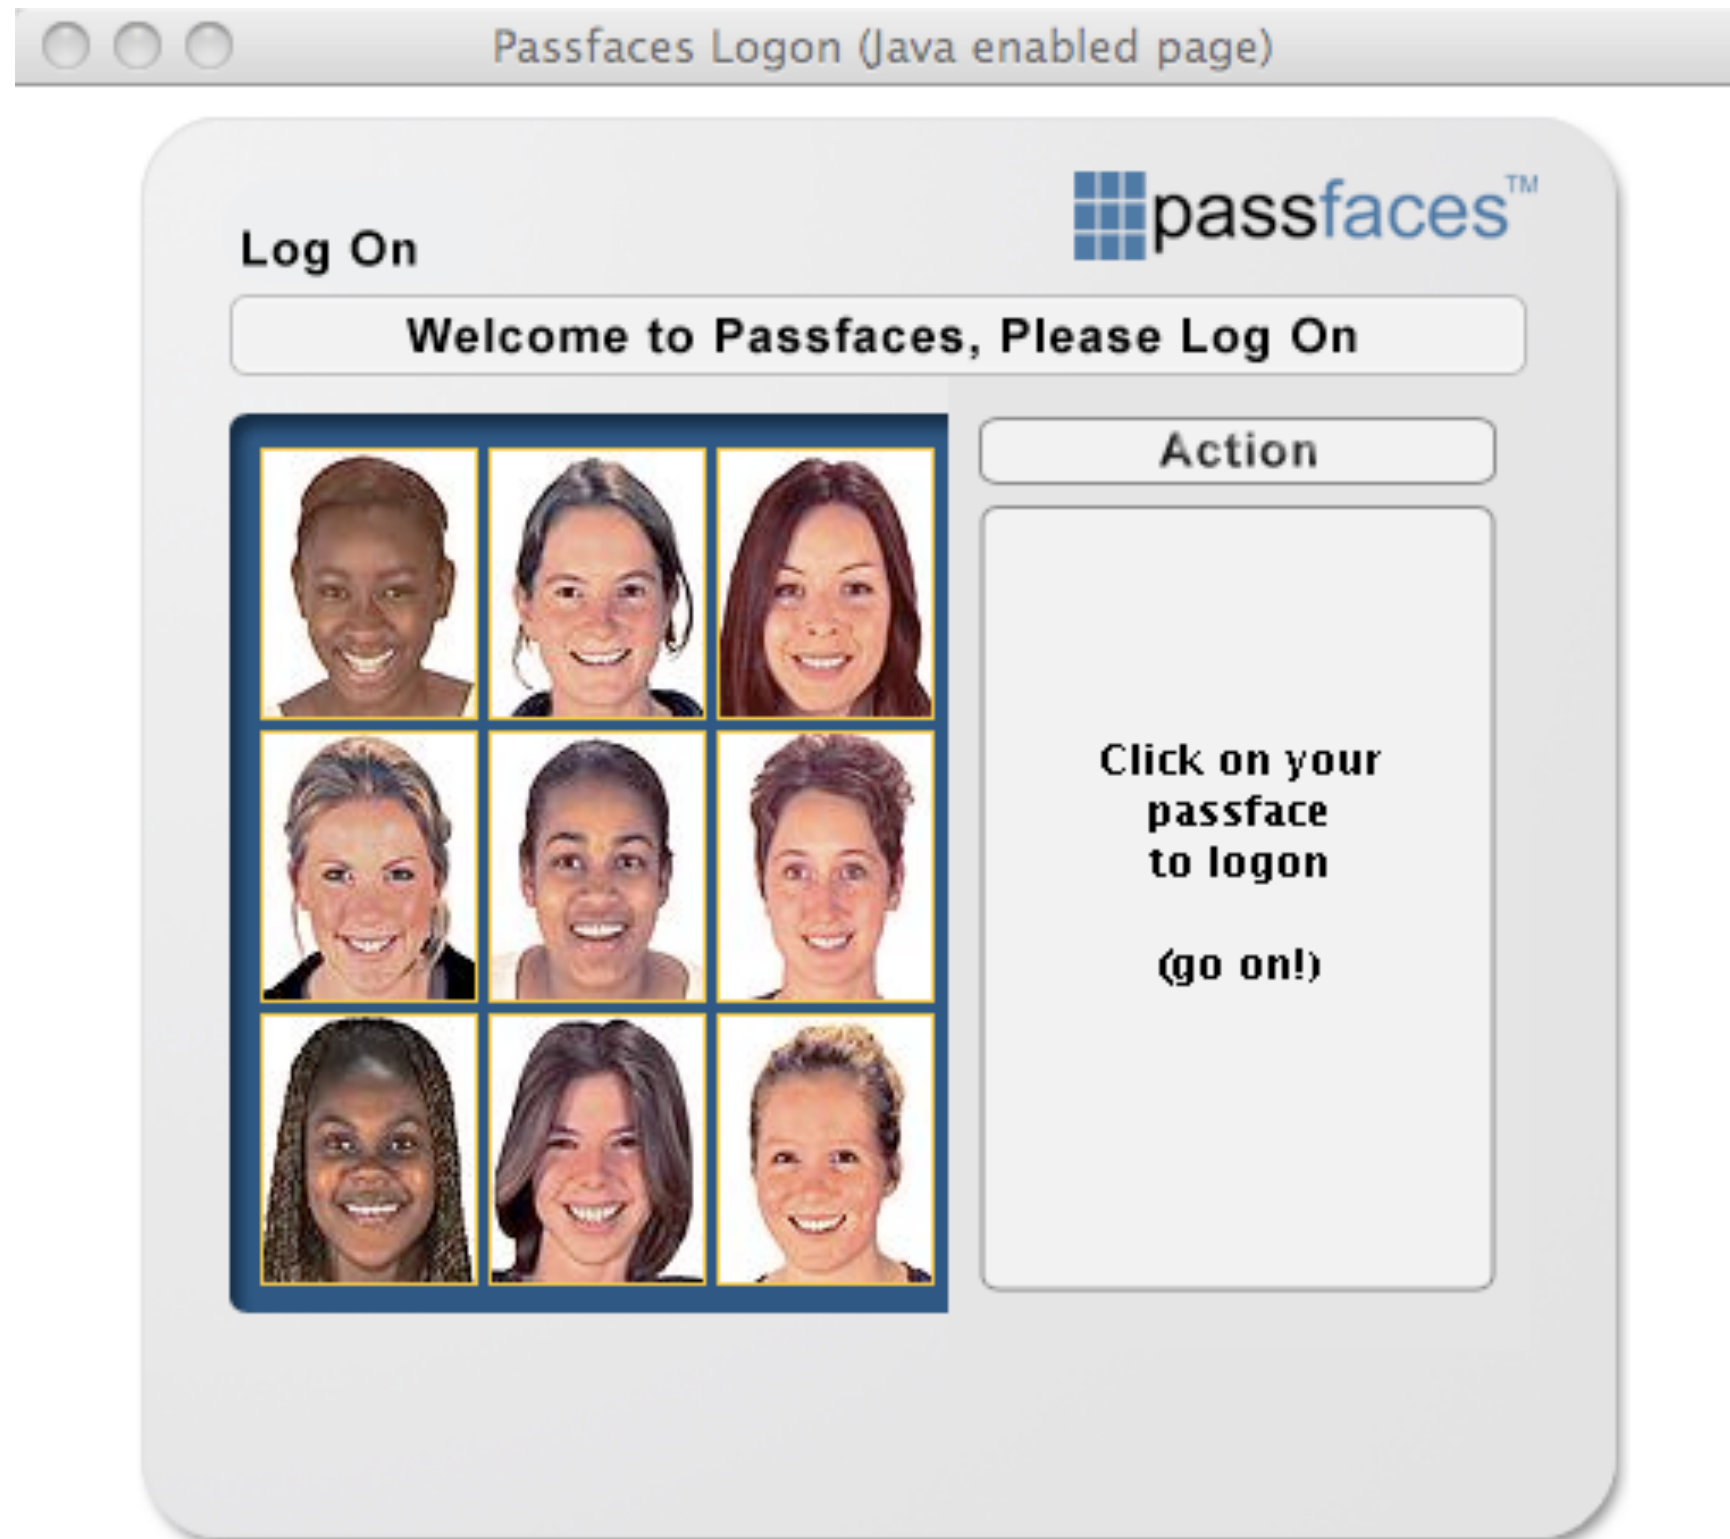 Passfaces Logon (Java enabled page)
passfaces™
Log On
Welcome to Passfaces, Please Log On
Action
Click on your
passface
to logon
(go on!)